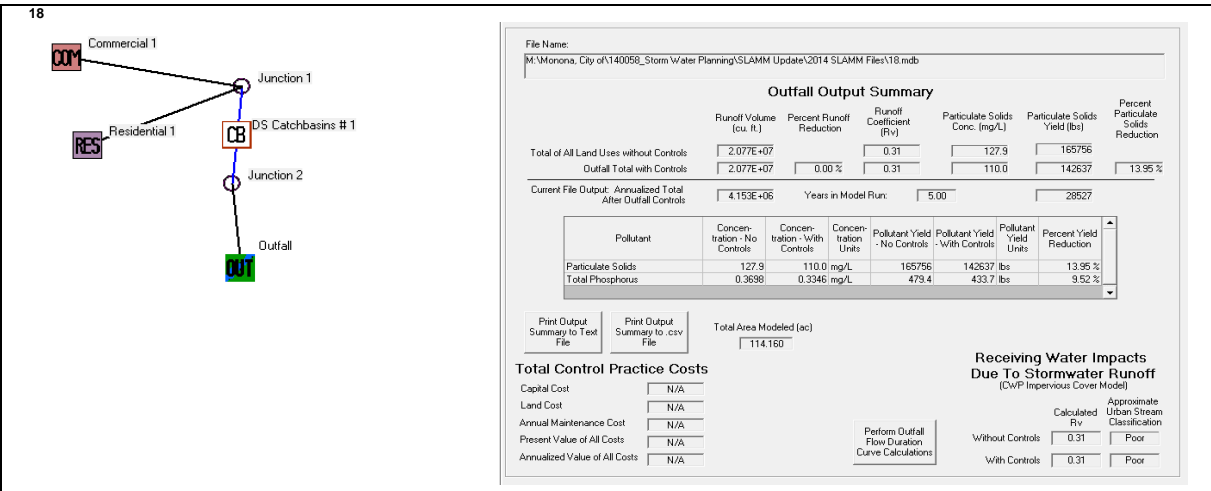 18
Commercial 1
COM
Junction 1
Residential 1
RES
DS Catchbasins # 1
CB
Junction 2
Outfall
OUT
File Name:
M:\Monona, City of\140058_Storm Water Planning\SLAMM Update\2014 SLAMM Files\18.mdb
Outfall Output Summary
Runoff Volume (cu. ft.) Percent Runoff Reduction Runoff Coefficient (Rv) Particulate Solids Conc. (mg/L) Particulate Solids Yield (lbs) Percent Particulate Solids Reduction
Total of All Land Uses without Controls 2.077E+07 0.31 127.9 165756
Outfall Total with Controls 2.077E+07 0.00 % 0.31 110.0 142637 13.95 %
Current File Output: Annualized Total After Outfall Controls 4.153E+06 Years in Model Run: 5.00 28527
Pollutant Concen-tration - No Controls Concen-tration - With Controls Concen-tration Units Pollutant Yield - No Controls Pollutant Yield - With Controls Pollutant Yield Units Percent Yield Reduction
Particulate Solids 127.9 110.0 mg/L 165756 142637 lbs 13.95 %
Total Phosphorus 0.3698 0.3346 mg/L 479.4 433.7 lbs 9.52 %
Print Output Summary to Text File
Print Output Summary to .csv File
Total Area Modeled (ac)
114.160
Total Control Practice Costs
Capital Cost N/A
Land Cost N/A
Annual Maintenance Cost N/A
Present Value of All Costs N/A
Annualized Value of All Costs N/A
Perform Outfall Flow Duration Curve Calculations
Receiving Water Impacts
Due To Stormwater Runoff
(CWP Impervious Cover Model)
Calculated Rv Approximate Urban Stream Classification
Without Controls 0.31 Poor
With Controls 0.31 Poor